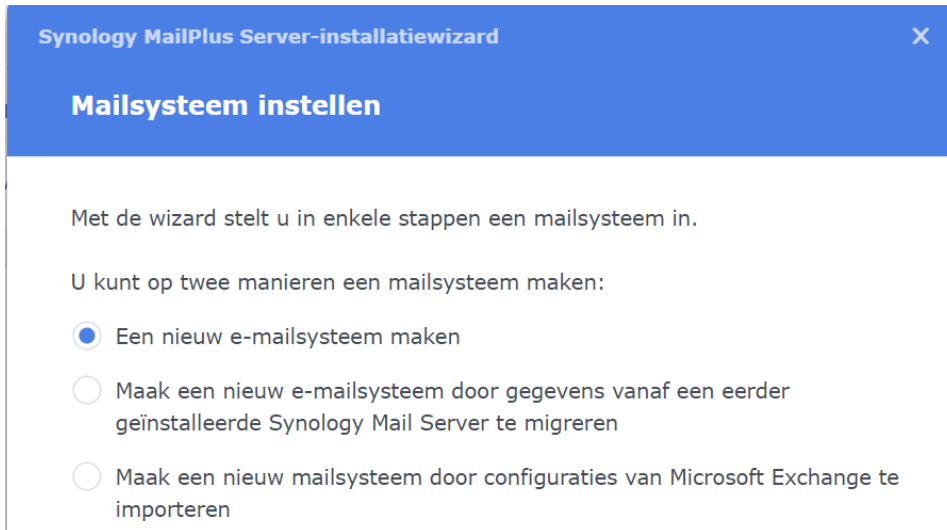 Synology MailPlus Server-installatiewizard
Mailsysteem instellen
Met de wizard stelt u in enkele stappen een mailsysteem in.
U kunt op twee manieren een mailsysteem maken:
Een nieuw e-mailsysteem maken
Maak een nieuw e-mailsysteem door gegevens vanaf een eerder
geïnstalleerde Synology Mail Server te migreren
Maak een nieuw mailsysteem door configuraties van Microsoft Exchange te
importeren